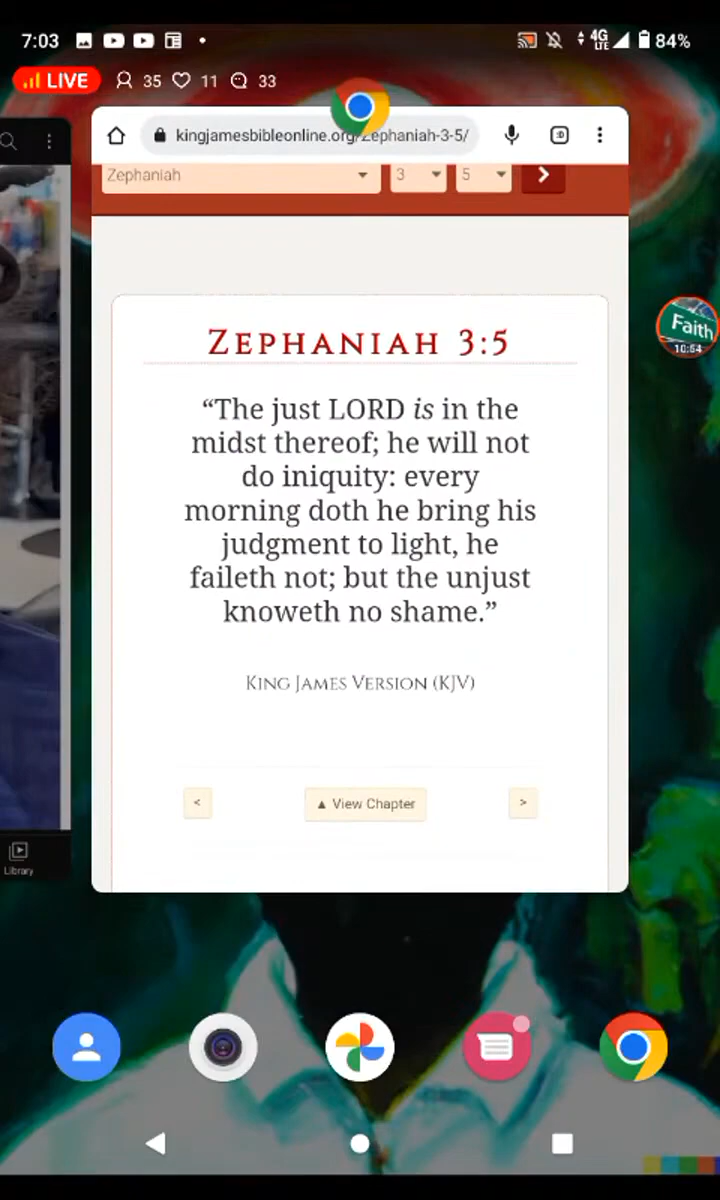 7:03
4G
LTE
84%
LIVE
35
11
33
kingjamesbibleonline.org/Zephaniah-3-5/
:D
Zephaniah
3
5
ZEPHANIAH 3:5
“The just LORD is in the
midst thereof; he will not
do iniquity: every
morning doth he bring his
judgment to light, he
faileth not; but the unjust
knoweth no shame.”
KING JAMES VERSION (KJV)
<
▲ View Chapter
>
Faith
10:54
Library